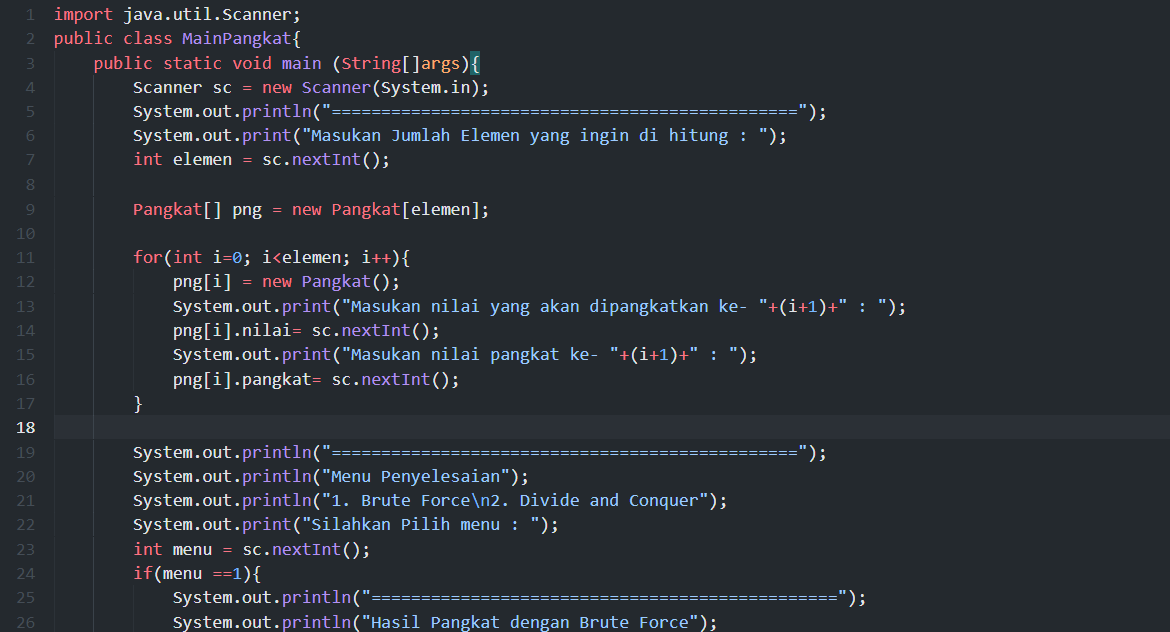 1 import java.util.Scanner;
2 public class MainPangkat{
3 public static void main (String[]args){
4 Scanner sc = new Scanner(System.in);
5 System.out.println("===============================================");
6 System.out.print("Masukan Jumlah Elemen yang ingin di hitung : ");
7 int elemen = sc.nextInt();
8
9 Pangkat[] png = new Pangkat[elemen];
10
11 for(int i=0; i<elemen; i++){
12 png[i] = new Pangkat();
13 System.out.print("Masukan nilai yang akan dipangkatkan ke- "+(i+1)+" : ");
14 png[i].nilai= sc.nextInt();
15 System.out.print("Masukan nilai pangkat ke- "+(i+1)+" : ");
16 png[i].pangkat= sc.nextInt();
17 }
18
19 System.out.println("===============================================");
20 System.out.println("Menu Penyelesaian");
21 System.out.println("1. Brute Force\n2. Divide and Conquer");
22 System.out.print("Silahkan Pilih menu : ");
23 int menu = sc.nextInt();
24 if(menu ==1){
25 System.out.println("===============================================");
26 System.out.println("Hasil Pangkat dengan Brute Force");